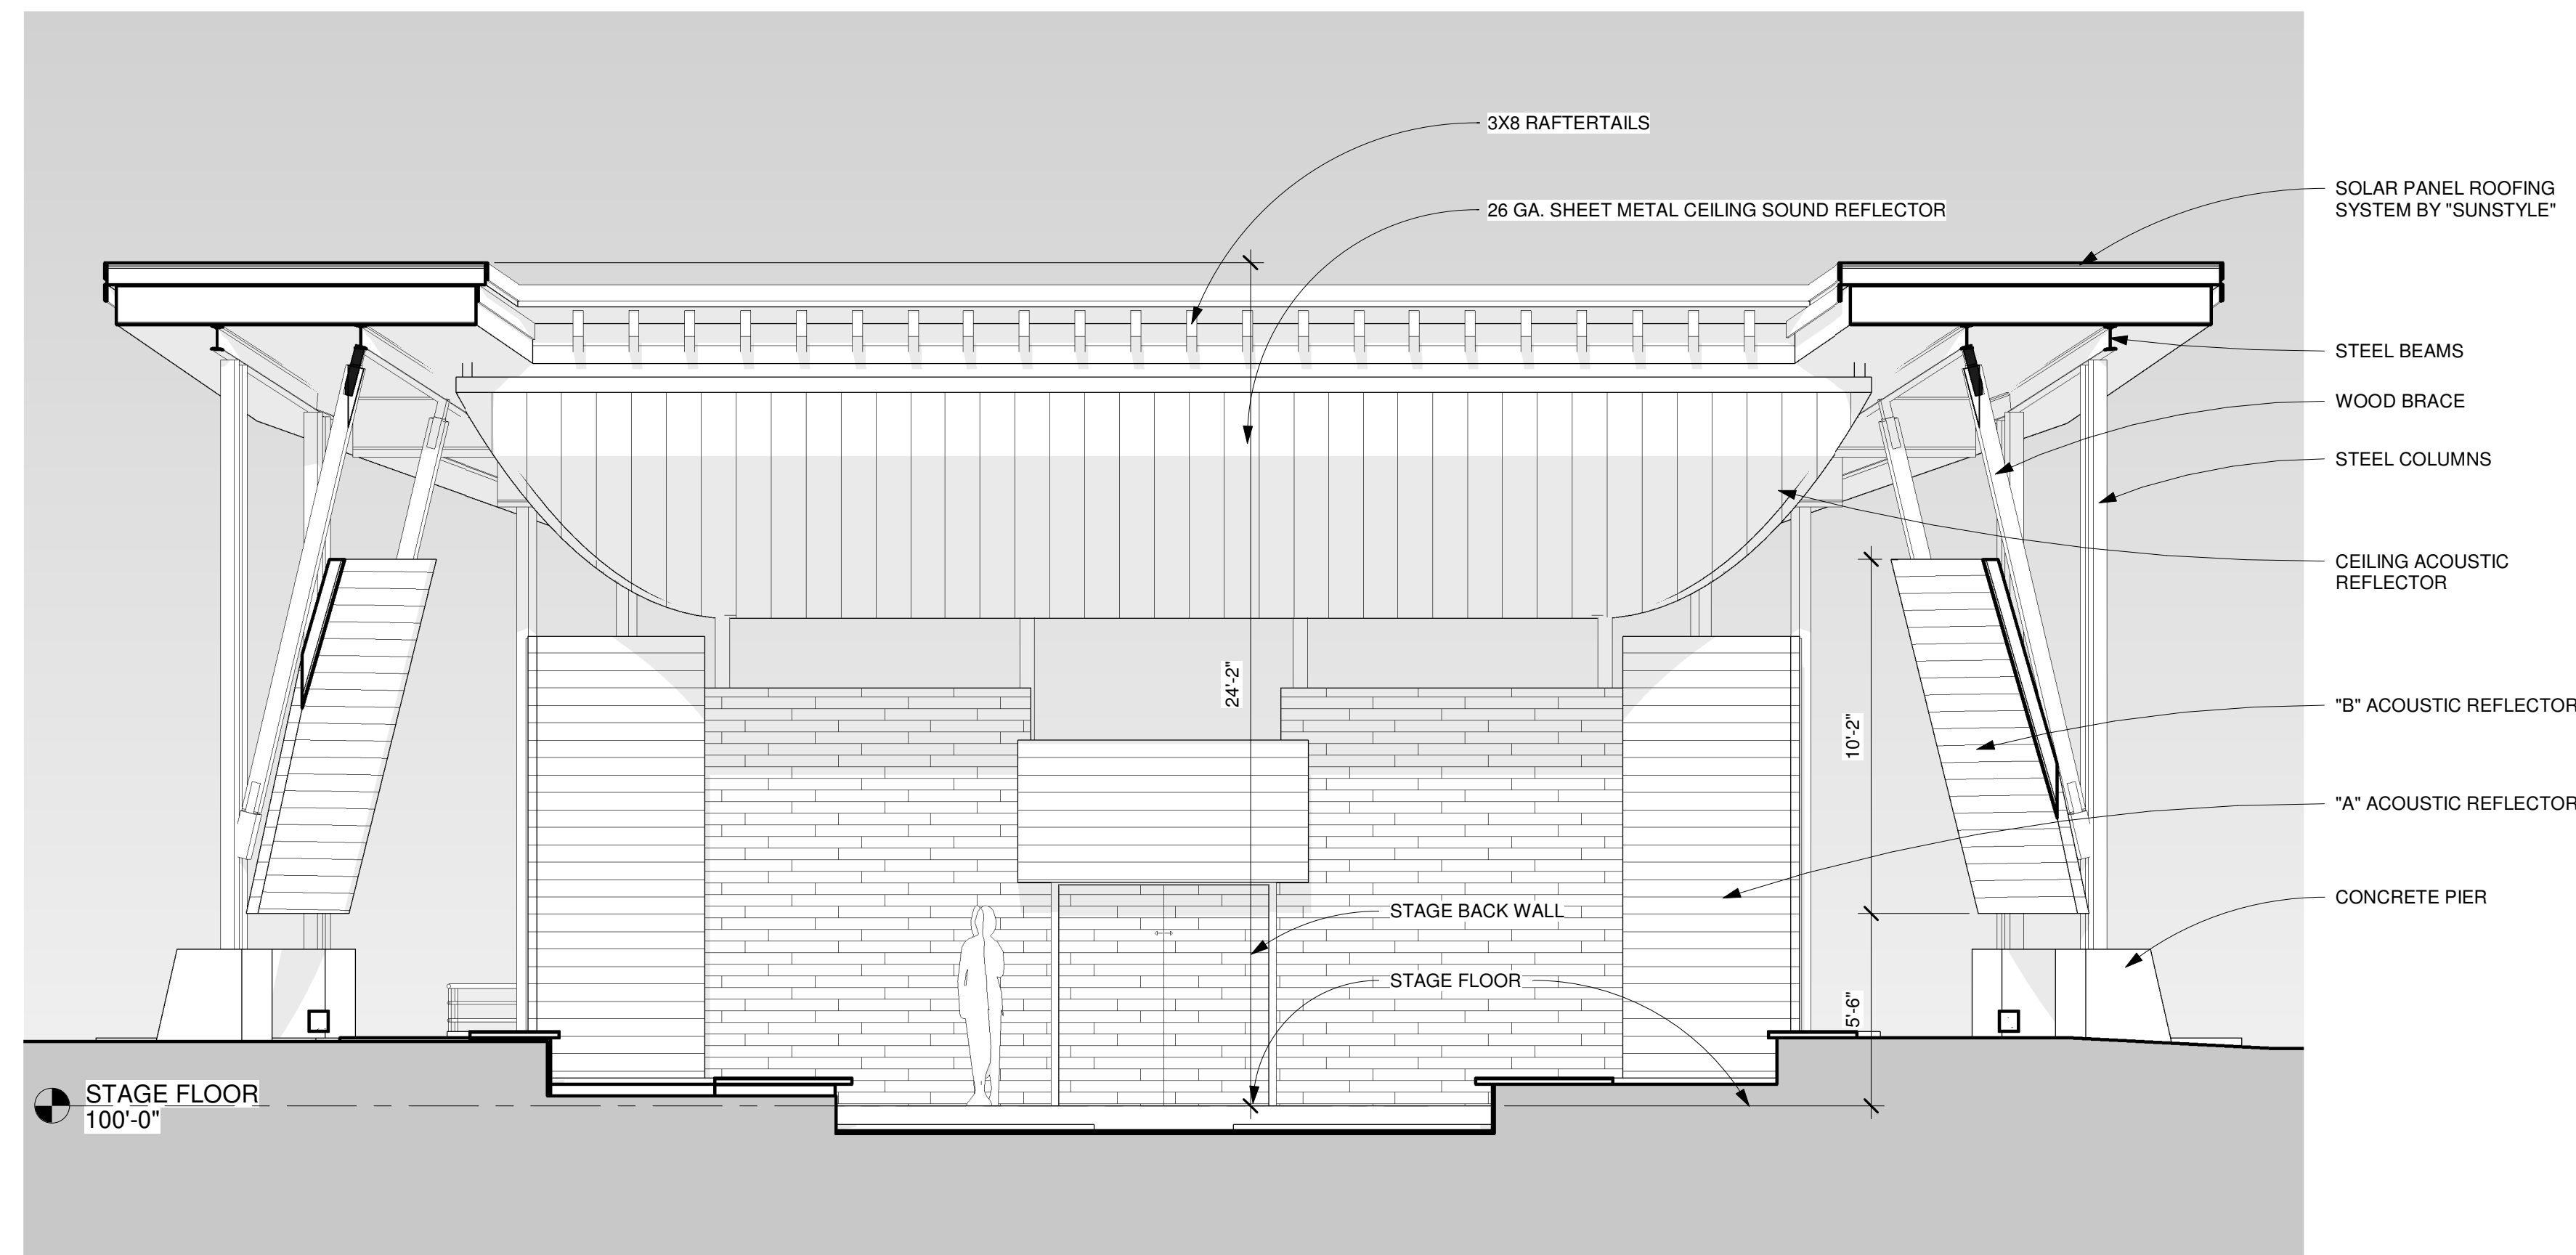 3X8 RAFTERTAILS
26 GA. SHEET METAL CEILING SOUND REFLECTOR
SOLAR PANEL ROOFING
SYSTEM BY "SUNSTYLE"
STEEL BEAMS
WOOD BRACE
STEEL COLUMNS
CEILING ACOUSTIC
REFLECTOR
24'-2"
10'-2"
"B" ACOUSTIC REFLECTOR
"A" ACOUSTIC REFLECTOR
CONCRETE PIER
STAGE BACK WALL
STAGE FLOOR
5'-6"
STAGE FLOOR
100'-0"